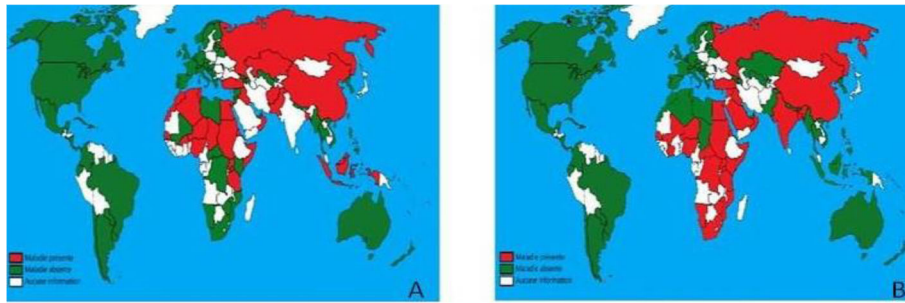 Maladie présente
Maladie absente
Aucune information
A
Maladie présente
Maladie absente
Aucune information
B